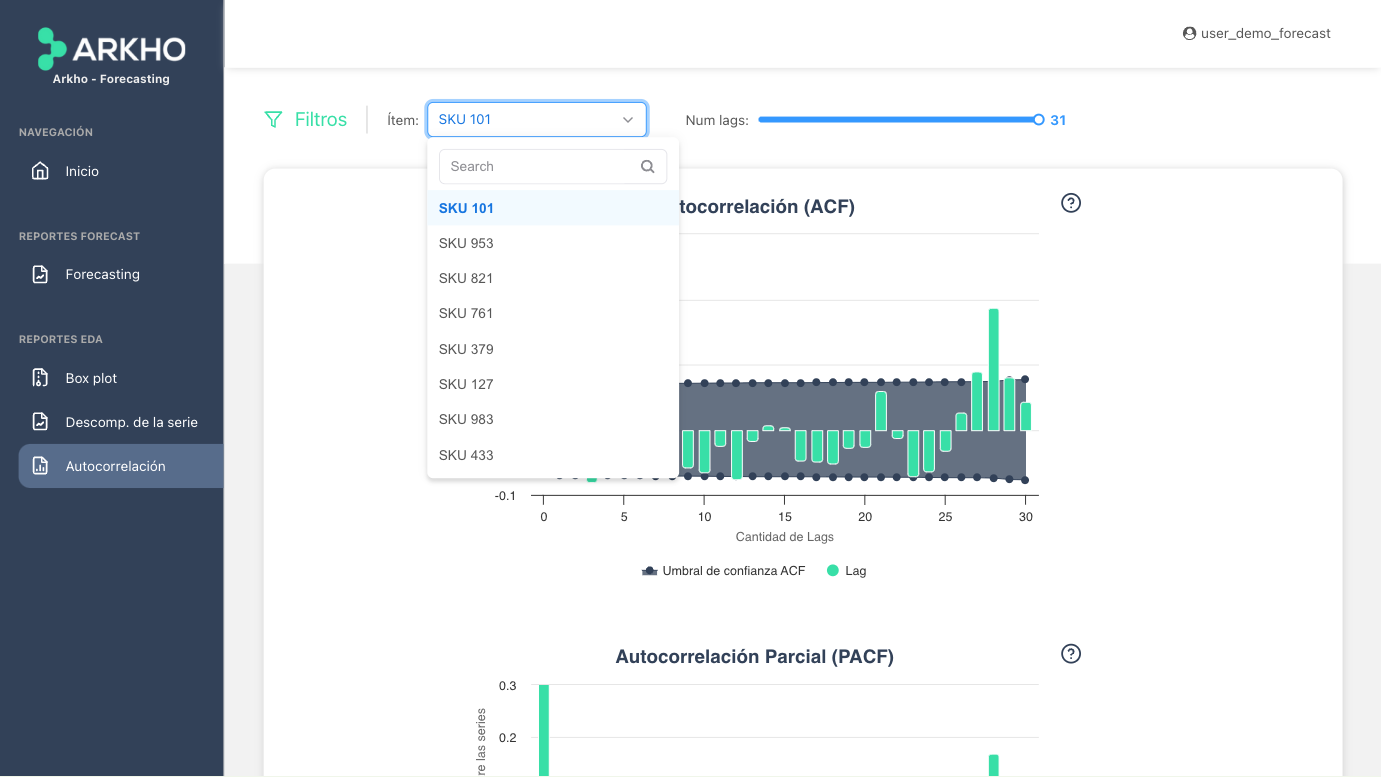 ARKHO
Arkho - Forecasting
NAVEGACIÓN
Inicio
REPORTES FORECAST
Forecasting
REPORTES EDA
Box plot
Descomp. de la serie
Autocorrelación
user_demo_forecast
Filtros
Ítem:
SKU 101
Num lags:
31
Search
SKU 101
SKU 953
SKU 821
SKU 761
SKU 379
SKU 127
SKU 983
SKU 433
tocorrelación (ACF)
-0.1
0 5 10 15 20 25 30
Cantidad de Lags
Umbral de confianza ACF Lag
Autocorrelación Parcial (PACF)
0.3
0.2
re las series